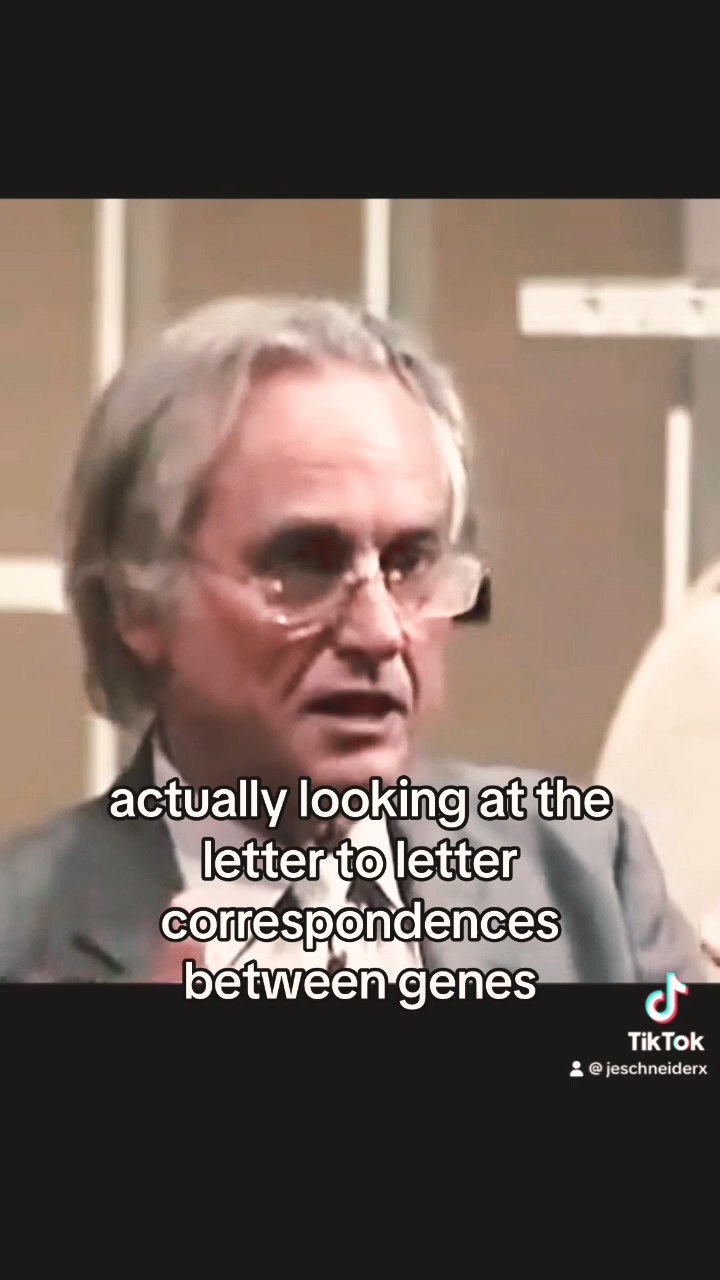 actually looking at the
letter to letter
correspondences
between genes
TikTok
@jeschneiderx